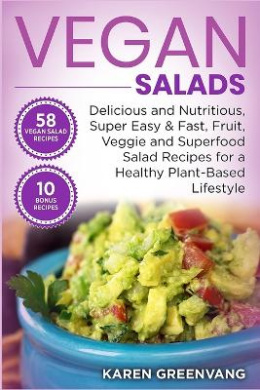 VEGAN
SALADS
58
VEGAN SALAD
RECIPES
10
BONUS
RECIPES
Delicious and Nutritious,
Super Easy & Fast, Fruit,
Veggie and Superfood
Salad Recipes for a
Healthy Plant-Based
Lifestyle
KAREN GREENVANG